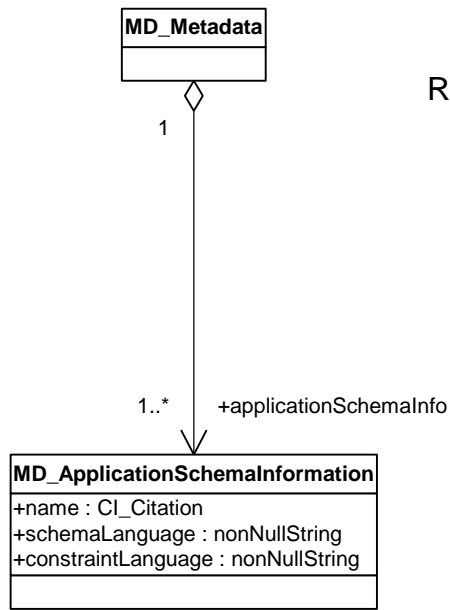 MD_Metadata
R
1
1..* +applicationSchemaInfo
MD_ApplicationSchemaInformation
+name : CI_Citation
+schemaLanguage : nonNullString
+constraintLanguage : nonNullString